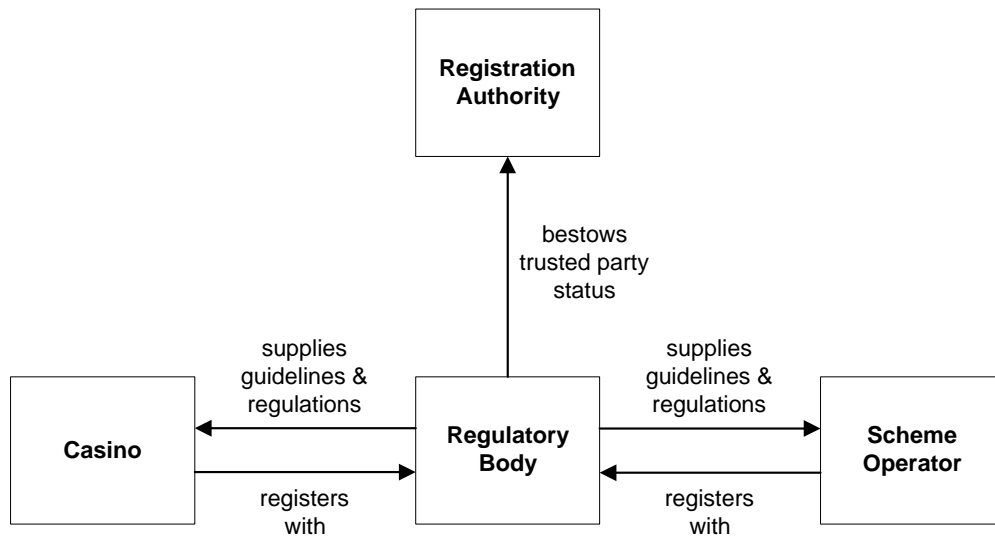 Registration
Authority
bestows
trusted party
status
supplies
guidelines &
regulations
supplies
guidelines &
regulations
Casino
Regulatory
Body
Scheme
Operator
registers
with
registers
with